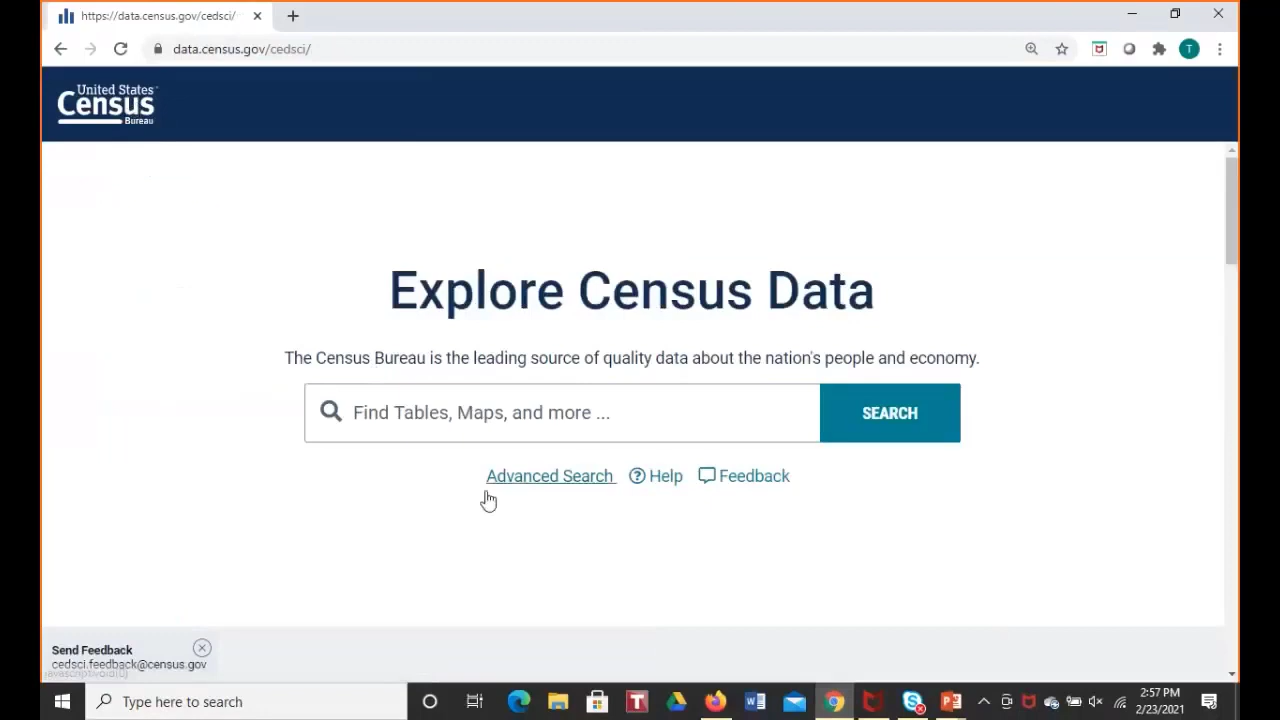 https://data.census.gov/cedsci/
data.census.gov/cedsci/
T
United States
Census
Bureau
Explore Census Data
The Census Bureau is the leading source of quality data about the nation's people and economy.
Find Tables, Maps, and more ...
SEARCH
Advanced Search
Help
Feedback
Send Feedback
cedsci.feedback@census.gov
javascript:void(0)
Type here to search
2:57 PM
2/23/2021